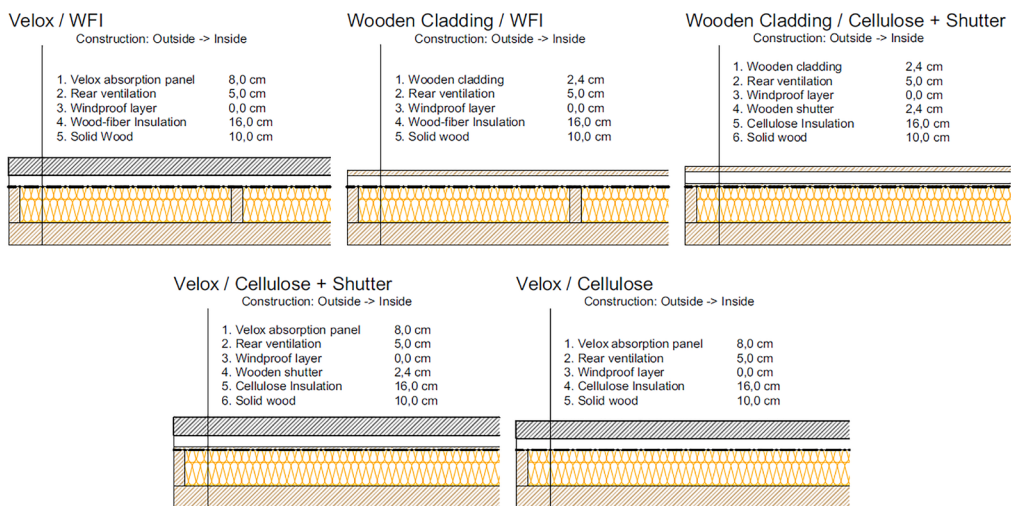 Velox / WFI
Construction: Outside -> Inside
1. Velox absorption panel 8,0 cm
2. Rear ventilation 5,0 cm
3. Windproof layer 0,0 cm
4. Wood-fiber Insulation 16,0 cm
5. Solid Wood 10,0 cm
Wooden Cladding / WFI
Construction: Outside -> Inside
1. Wooden cladding 2,4 cm
2. Rear ventilation 5,0 cm
3. Windproof layer 0,0 cm
4. Wood-fiber Insulation 16,0 cm
5. Solid wood 10,0 cm
Wooden Cladding / Cellulose + Shutter
Construction: Outside -> Inside
1. Wooden cladding 2,4 cm
2. Rear ventilation 5,0 cm
3. Windproof layer 0,0 cm
4. Wooden shutter 2,4 cm
5. Cellulose Insulation 16,0 cm
6. Solid wood 10,0 cm
Velox / Cellulose + Shutter
Construction: Outside -> Inside
1. Velox absorption panel 8,0 cm
2. Rear ventilation 5,0 cm
3. Windproof layer 0,0 cm
4. Wooden shutter 2,4 cm
5. Cellulose Insulation 16,0 cm
6. Solid wood 10,0 cm
Velox / Cellulose
Construction: Outside -> Inside
1. Velox absorption panel 8,0 cm
2. Rear ventilation 5,0 cm
3. Windproof layer 0,0 cm
4. Cellulose Insulation 16,0 cm
5. Solid wood 10,0 cm